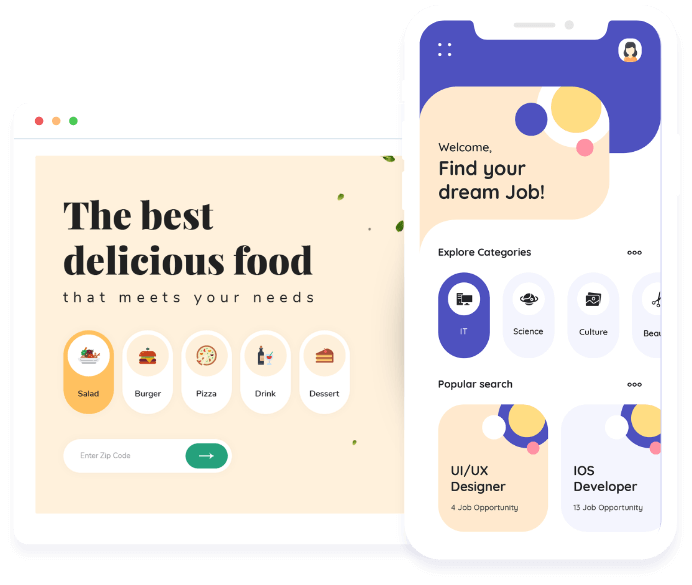 The best
delicious food
that meets your needs
Salad
Burger
Pizza
Drink
Dessert
Enter Zip Code
Welcome,
Find your
dream Job!
Explore Categories
IT
Science
Culture
Beau
Popular search
UI/UX
Designer
4 Job Opportunity
IOS
Developer
13 Job Opportunity